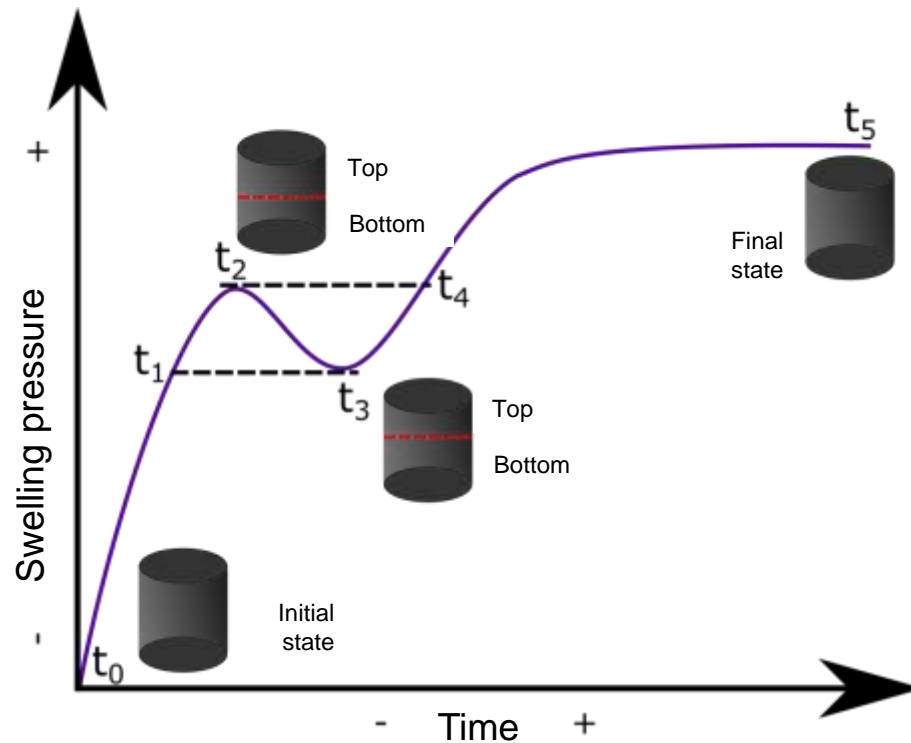 +
t5
Top
Bottom
Final
state
t2
t4
t1
t3
Top
Bottom
Swelling pressure
Initial
state
-
t0
- Time +